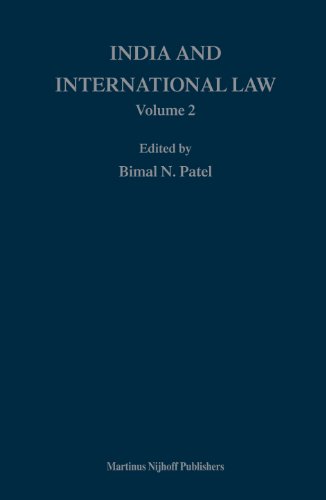 INDIA AND
INTERNATIONAL LAW
Volume 2
Edited by
Bimal N. Patel
Martinus Nijhoff Publishers